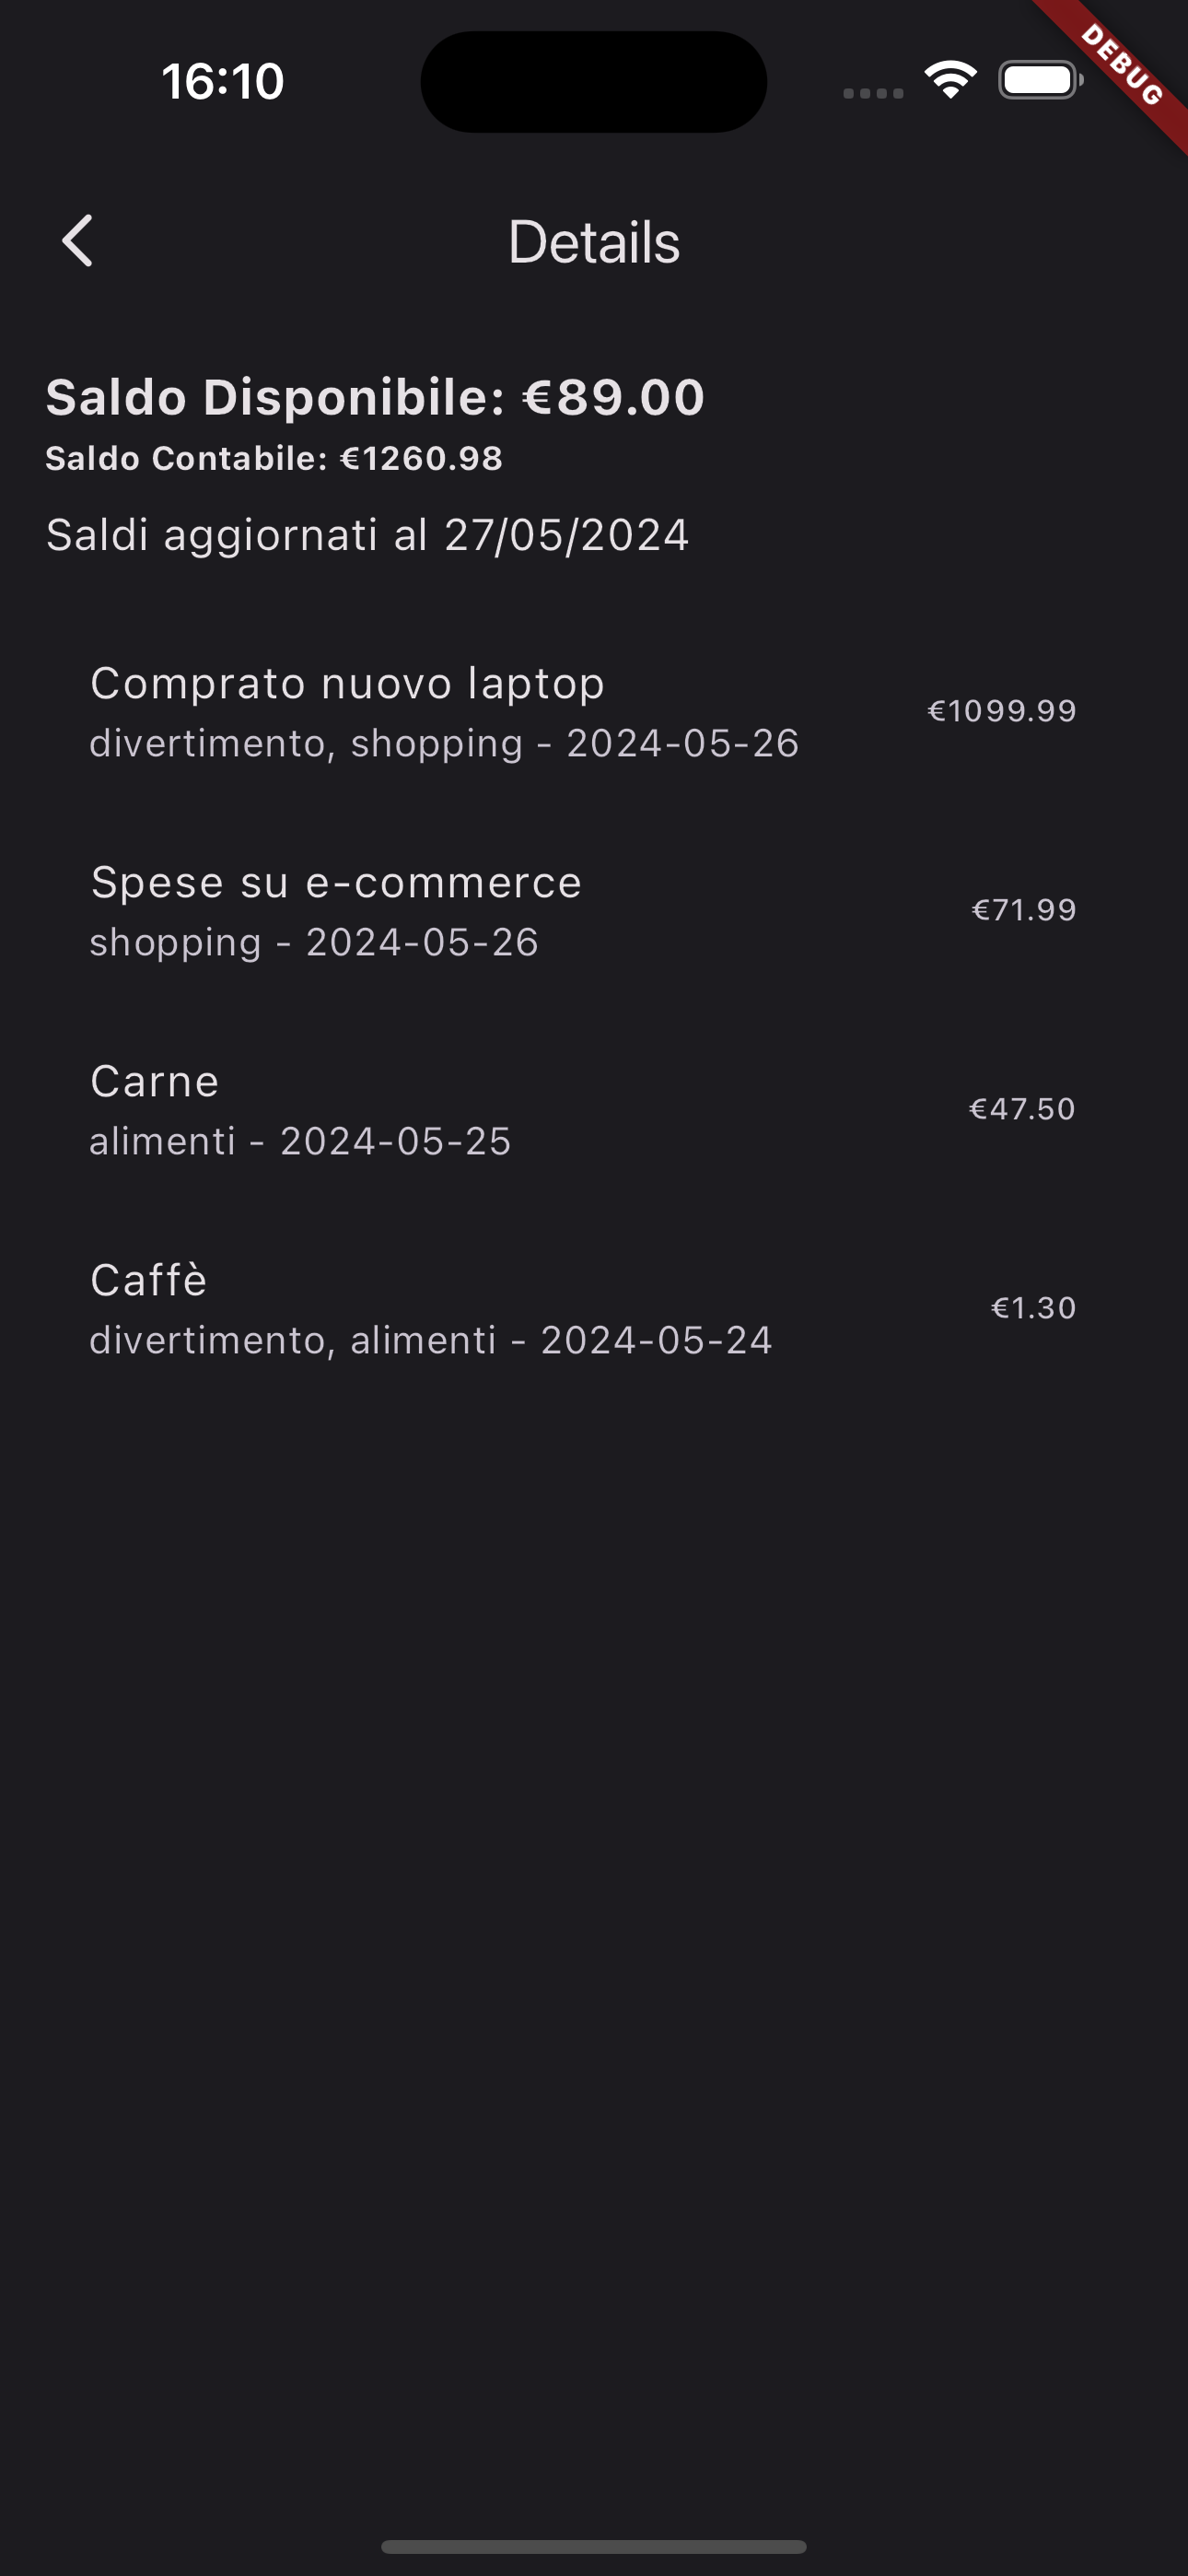 16:10
DEBUG
Details
Saldo Disponibile: €89.00
Saldo Contabile: €1260.98
Saldi aggiornati al 27/05/2024
Comprato nuovo laptop
€1099.99
divertimento, shopping - 2024-05-26
Spese su e-commerce
€71.99
shopping - 2024-05-26
Carne
€47.50
alimenti - 2024-05-25
Caffè
€1.30
divertimento, alimenti - 2024-05-24